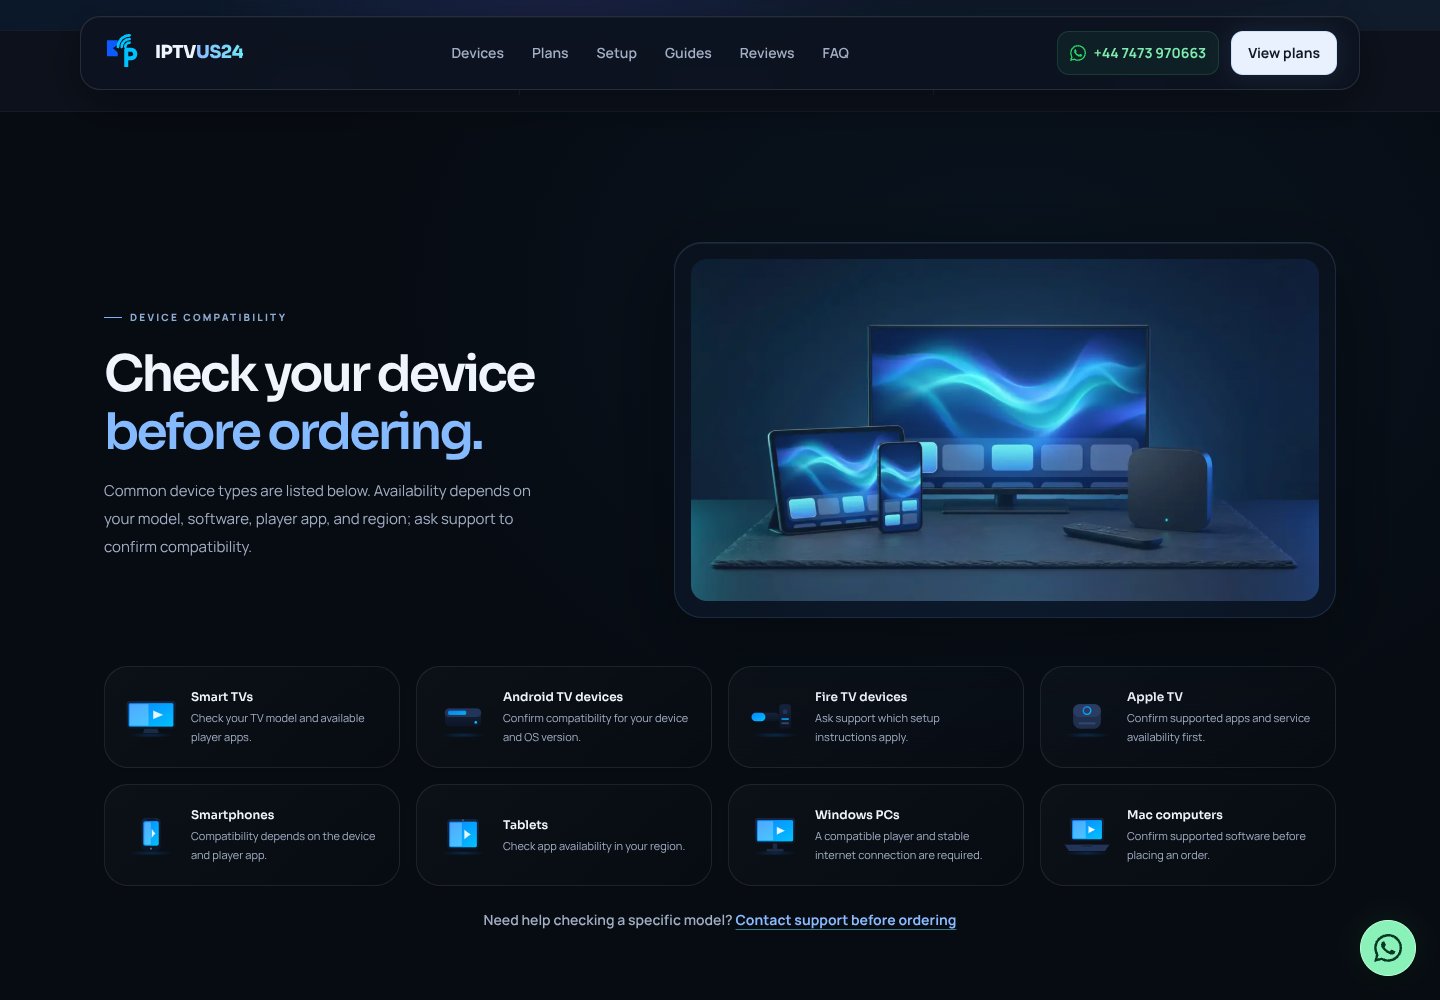 IPTVUS24
Devices
Plans
Setup
Guides
Reviews
FAQ
+44 7473 970663
View plans
DEVICE COMPATIBILITY
Check your device
before ordering.
Common device types are listed below. Availability depends on
your model, software, player app, and region; ask support to
confirm compatibility.
Smart TVs
Check your TV model and available
player apps.
Android TV devices
Confirm compatibility for your device
and OS version.
Fire TV devices
Ask support which setup
instructions apply.
Apple TV
Confirm supported apps and service
availability first.
Smartphones
Compatibility depends on the device
and player app.
Tablets
Check app availability in your region.
Windows PCs
A compatible player and stable
internet connection are required.
Mac computers
Confirm supported software before
placing an order.
Need help checking a specific model? Contact support before ordering